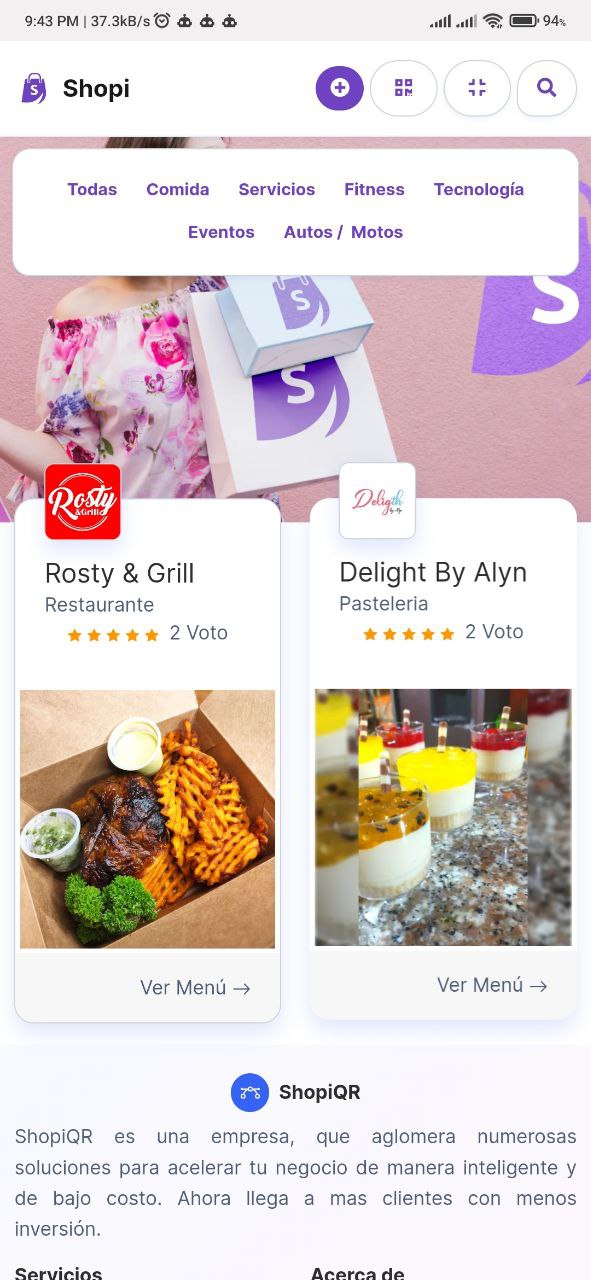 9:43 PM | 37.3kB/s 94%
Shopi
Todas Comida Servicios Fitness Tecnología
Eventos Autos / Motos
S
S
S
Rosty
&Grill
Deligth
by Aly
Rosty & Grill
Restaurante
2 Voto
Delight By Alyn
Pasteleria
2 Voto
Ver Menú →
Ver Menú →
ShopiQR
ShopiQR es una empresa, que aglomera numerosas
soluciones para acelerar tu negocio de manera inteligente y
de bajo costo. Ahora llega a mas clientes con menos
inversión.
Servicios Acerca de